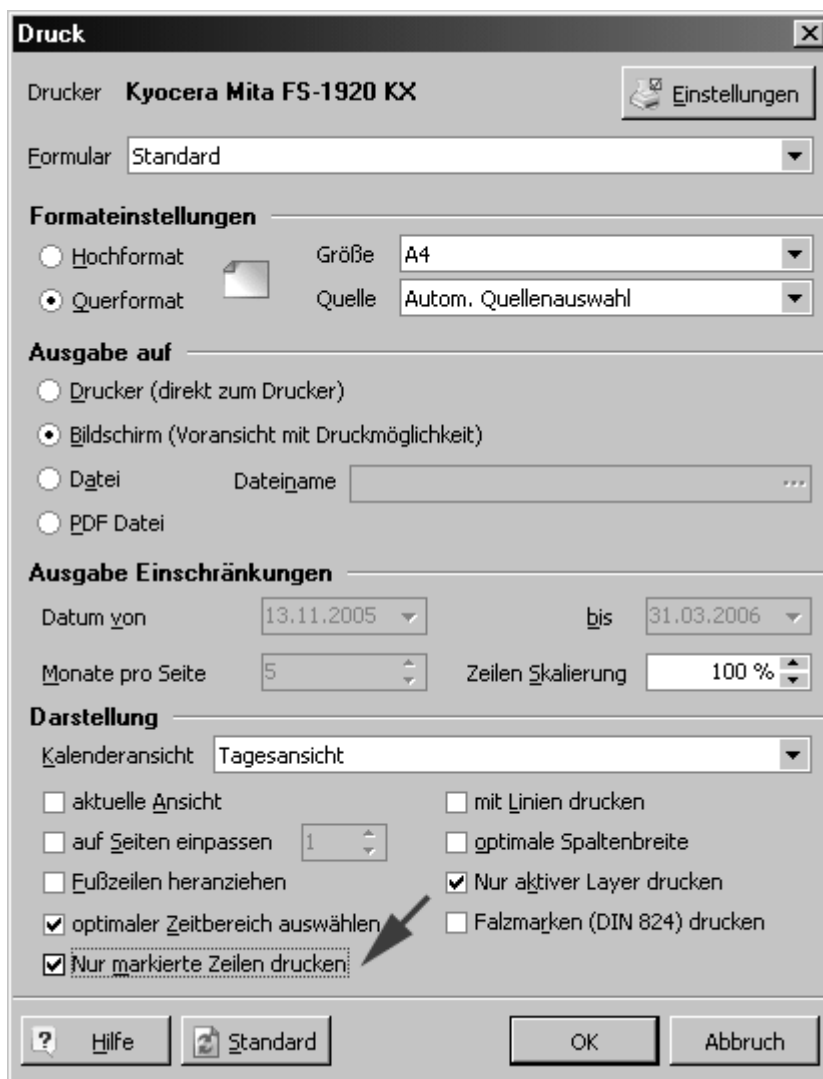 Druck
Drucker Kyocera Mita FS-1920 KX
Einstellungen
Formular Standard
Formateinstellungen
Hochformat Größe A4
Querformat Quelle Autom. Quellenauswahl
Ausgabe auf
Drucker (direkt zum Drucker)
Bildschirm (Voransicht mit Druckmöglichkeit)
Datei Dateiname ...
PDF Datei
Ausgabe Einschränkungen
Datum von 13.11.2005 bis 31.03.2006
Monate pro Seite 5 Zeilen Skalierung 100 %
Darstellung
Kalenderansicht Tagesansicht
aktuelle Ansicht mit Linien drucken
auf Seiten einpassen 1 optimale Spaltenbreite
Fußzeilen heranziehen Nur aktiver Layer drucken
optimaler Zeitbereich auswählen Falzmarken (DIN 824) drucken
Nur markierte Zeilen drucken
? Hilfe Standard OK Abbruch